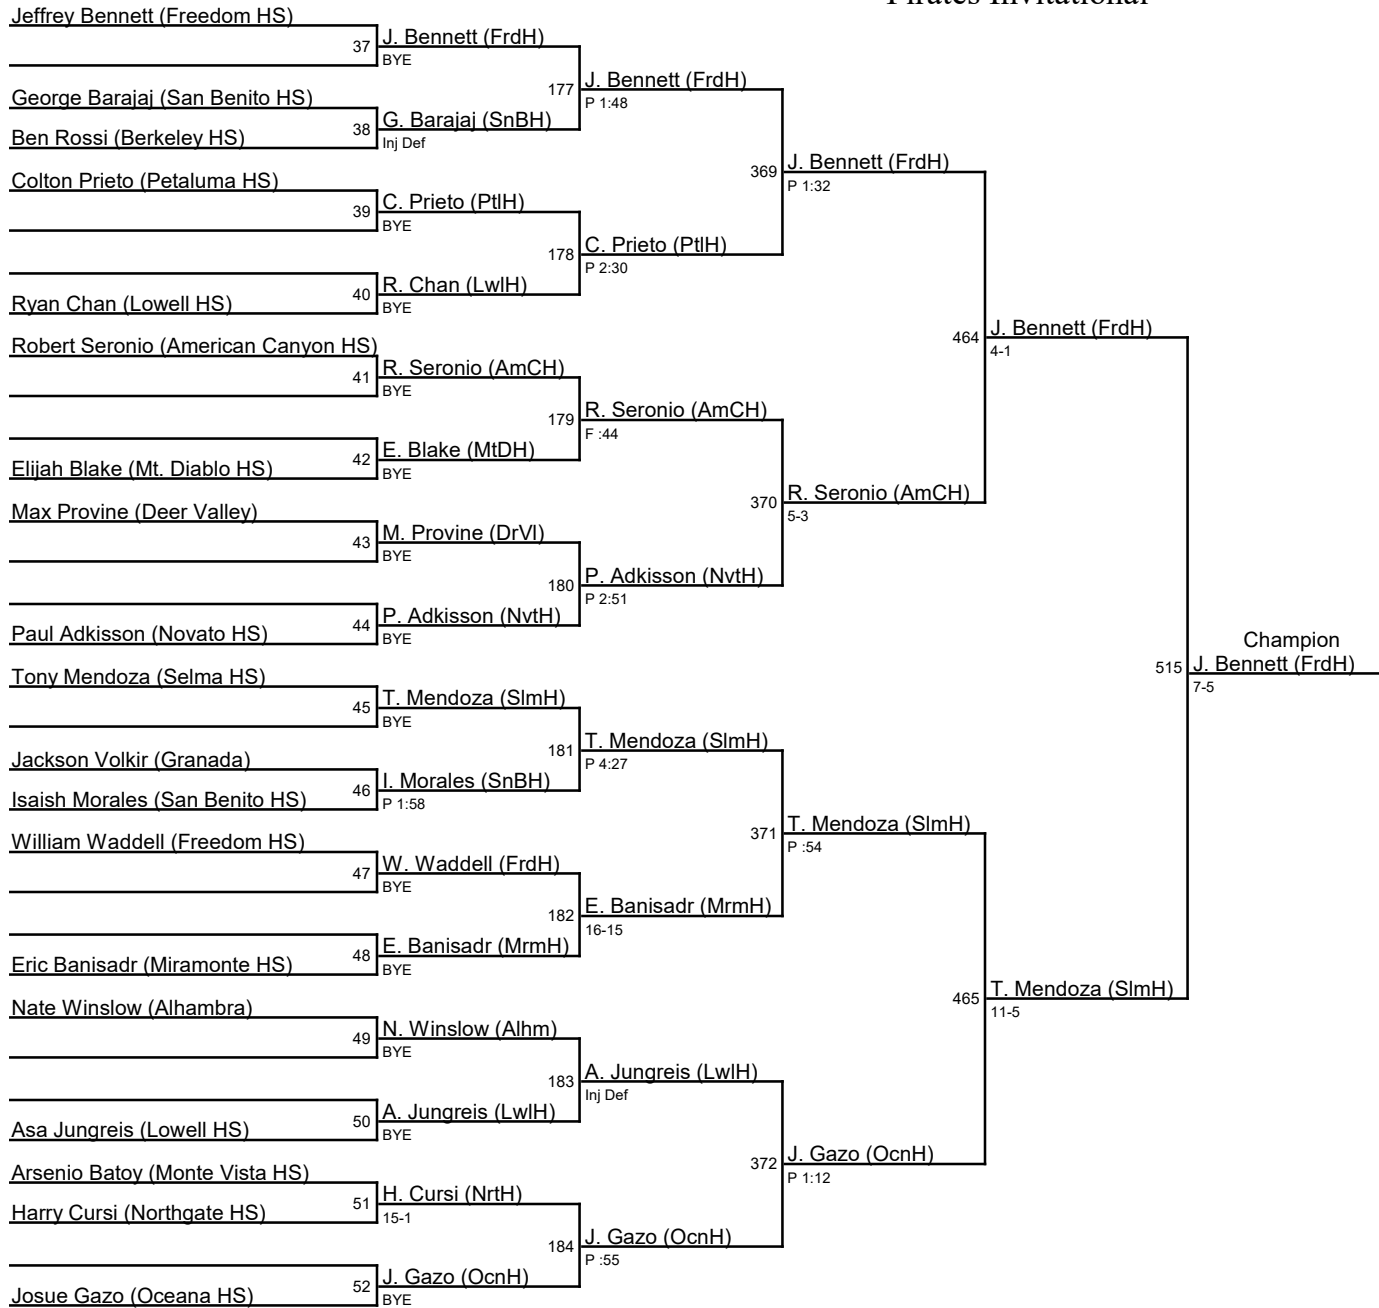 Pirates Invitational
Jeffrey Bennett (Freedom HS)
37 J. Bennett (FrdH)
BYE
177 J. Bennett (FrdH)
P 1:48
George Barajaj (San Benito HS)
38 G. Barajaj (SnBH)
Ben Rossi (Berkeley HS)
Inj Def
369 J. Bennett (FrdH)
P 1:32
Colton Prieto (Petaluma HS)
39 C. Prieto (PtlH)
BYE
178 C. Prieto (PtlH)
P 2:30
40 R. Chan (LwlH)
Ryan Chan (Lowell HS)
BYE
464 J. Bennett (FrdH)
4-1
Robert Seronio (American Canyon HS)
41 R. Seronio (AmCH)
BYE
179 R. Seronio (AmCH)
F :44
42 E. Blake (MtDH)
Elijah Blake (Mt. Diablo HS)
BYE
370 R. Seronio (AmCH)
5-3
Max Provine (Deer Valley)
43 M. Provine (DrVl)
BYE
180 P. Adkisson (NvtH)
P 2:51
44 P. Adkisson (NvtH)
Paul Adkisson (Novato HS)
BYE
Champion
515 J. Bennett (FrdH)
7-5
Tony Mendoza (Selma HS)
45 T. Mendoza (SlmH)
BYE
181 T. Mendoza (SlmH)
P 4:27
Jackson Volkir (Granada)
46 I. Morales (SnBH)
Isaish Morales (San Benito HS)
P 1:58
371 T. Mendoza (SlmH)
P :54
William Waddell (Freedom HS)
47 W. Waddell (FrdH)
BYE
182 E. Banisadr (MrmH)
16-15
48 E. Banisadr (MrmH)
Eric Banisadr (Miramonte HS)
BYE
465 T. Mendoza (SlmH)
11-5
Nate Winslow (Alhambra)
49 N. Winslow (Alhm)
BYE
183 A. Jungreis (LwlH)
Inj Def
50 A. Jungreis (LwlH)
Asa Jungreis (Lowell HS)
BYE
372 J. Gazo (OcnH)
P 1:12
Arsenio Batoy (Monte Vista HS)
51 H. Cursi (NrtH)
Harry Cursi (Northgate HS)
15-1
184 J. Gazo (OcnH)
P :55
52 J. Gazo (OcnH)
Josue Gazo (Oceana HS)
BYE